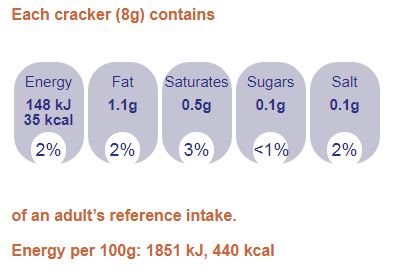 Each cracker (8g) contains
Energy Fat Saturates Sugars Salt
148 kJ 1.1g 0.5g 0.1g 0.1g
35 kcal
2% 2% 3% <1% 2%
of an adult’s reference intake.
Energy per 100g: 1851 kJ, 440 kcal